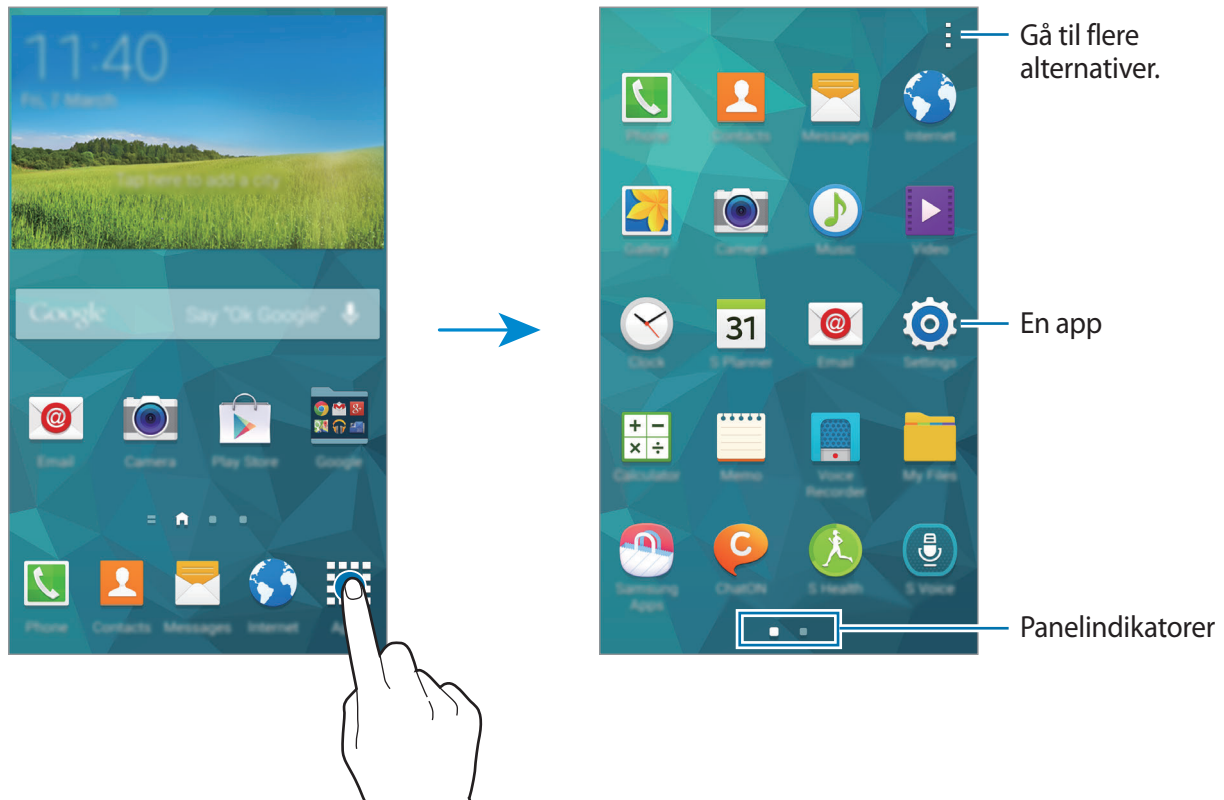 11:40
Fri, 7 March
Tap here to add a city
Google Say "Ok Google"
Email Camera Play Store Google
Phone Contacts Messages Internet
Gå til flere
alternativer.
Phone Contacts Messages Internet
Gallery Camera Music Video
31
Clock S Planner Email Settings
En app
Calculator Memo Voice
Recorder My Files
Samsung
Apps ChatON S Health S Voice
Panelindikatorer